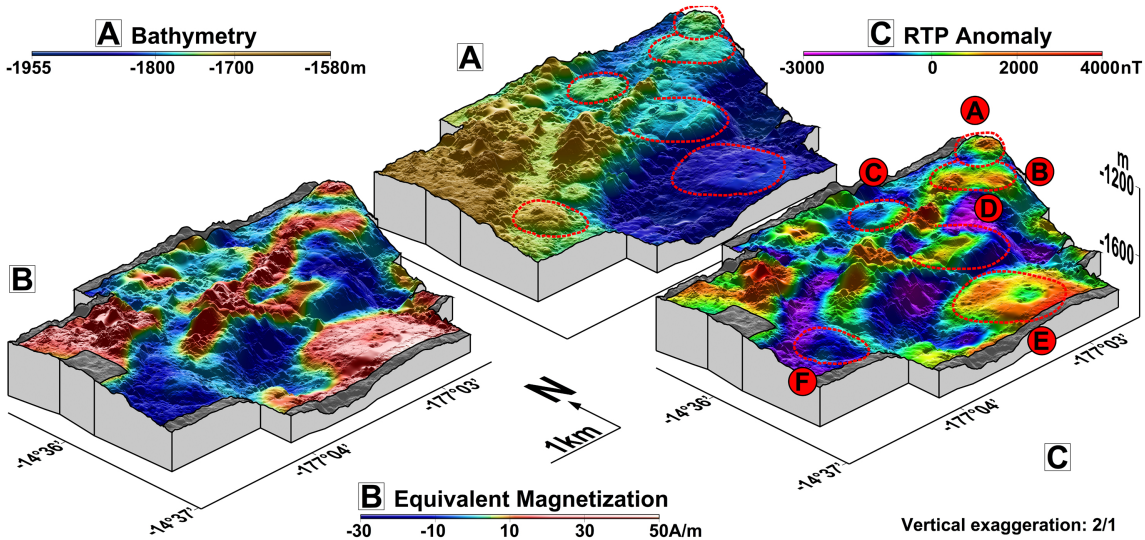 A Bathymetry
-1955 -1800 -1700 -1580m
C RTP Anomaly
-3000 0 2000 4000nT
A
A
m
-1200
B
C
D
-1600
B
E
F
-177°03'
-177°03'
-14°36'
-177°04'
-14°36'
-177°04'
N
1km
-14°37'
-14°37'
C
B Equivalent Magnetization
-30 -10 10 30 50A/m
Vertical exaggeration: 2/1